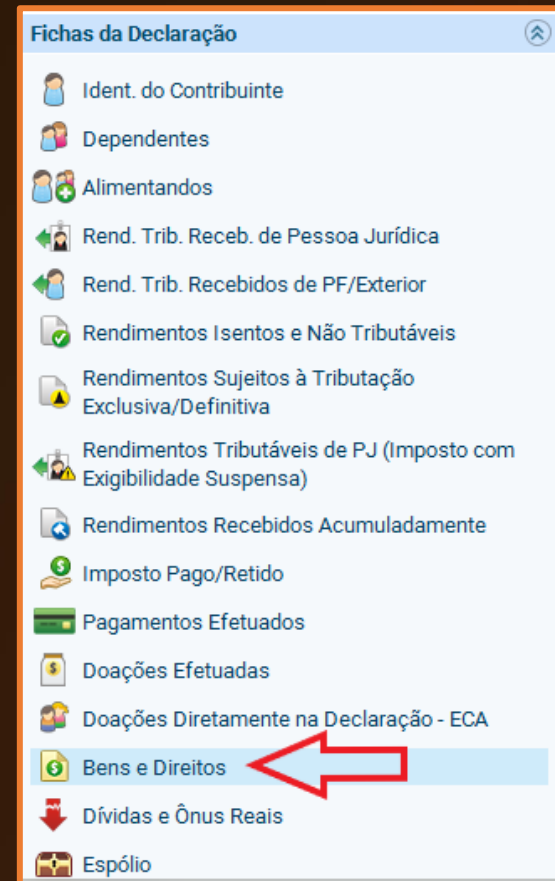 Fichas da Declaração
Ident. do Contribuinte
Dependentes
Alimentandos
Rend. Trib. Receb. de Pessoa Jurídica
Rend. Trib. Recebidos de PF/Exterior
Rendimentos Isentos e Não Tributáveis
Rendimentos Sujeitos à Tributação
Exclusiva/Definitiva
Rendimentos Tributáveis de PJ (Imposto com
Exigibilidade Suspensa)
Rendimentos Recebidos Acumuladamente
Imposto Pago/Retido
Pagamentos Efetuados
Doações Efetuadas
Doações Diretamente na Declaração - ECA
Bens e Direitos
Dívidas e Ônus Reais
Espólio